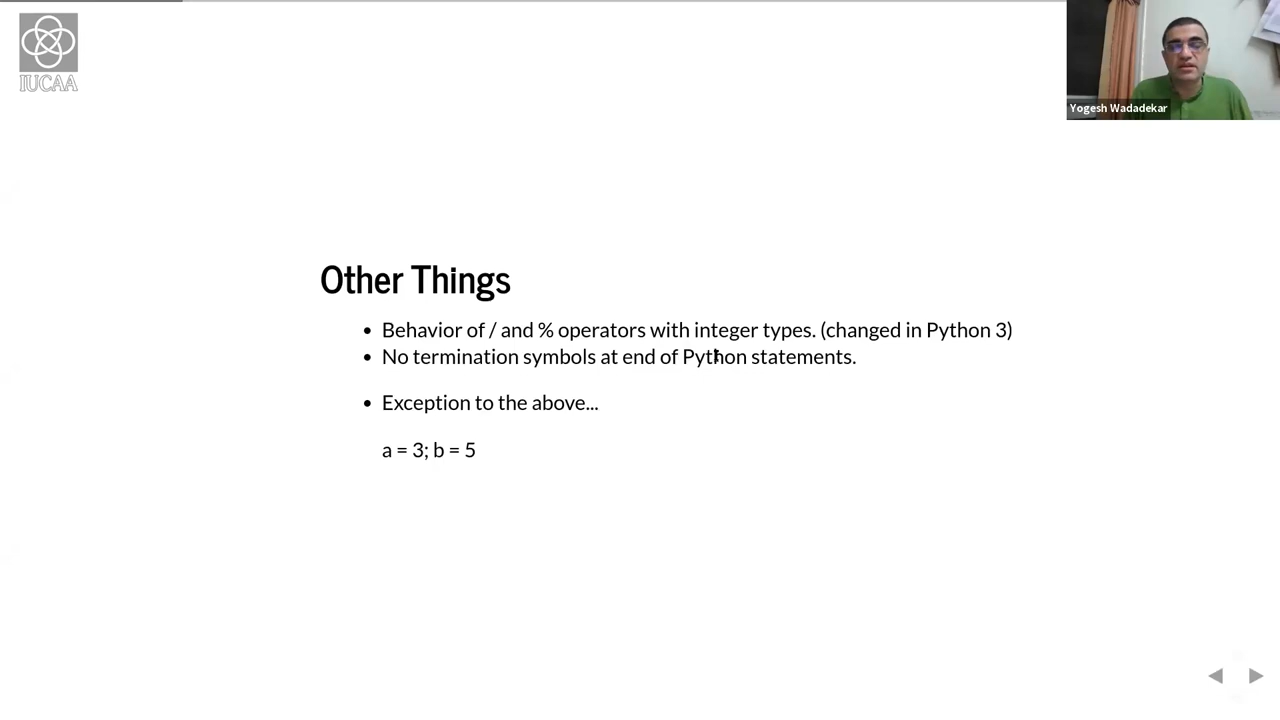 IUCAA
Yogesh Wadadekar
Other Things
• Behavior of / and % operators with integer types. (changed in Python 3)
• No termination symbols at end of Python statements.
• Exception to the above...
a = 3; b = 5